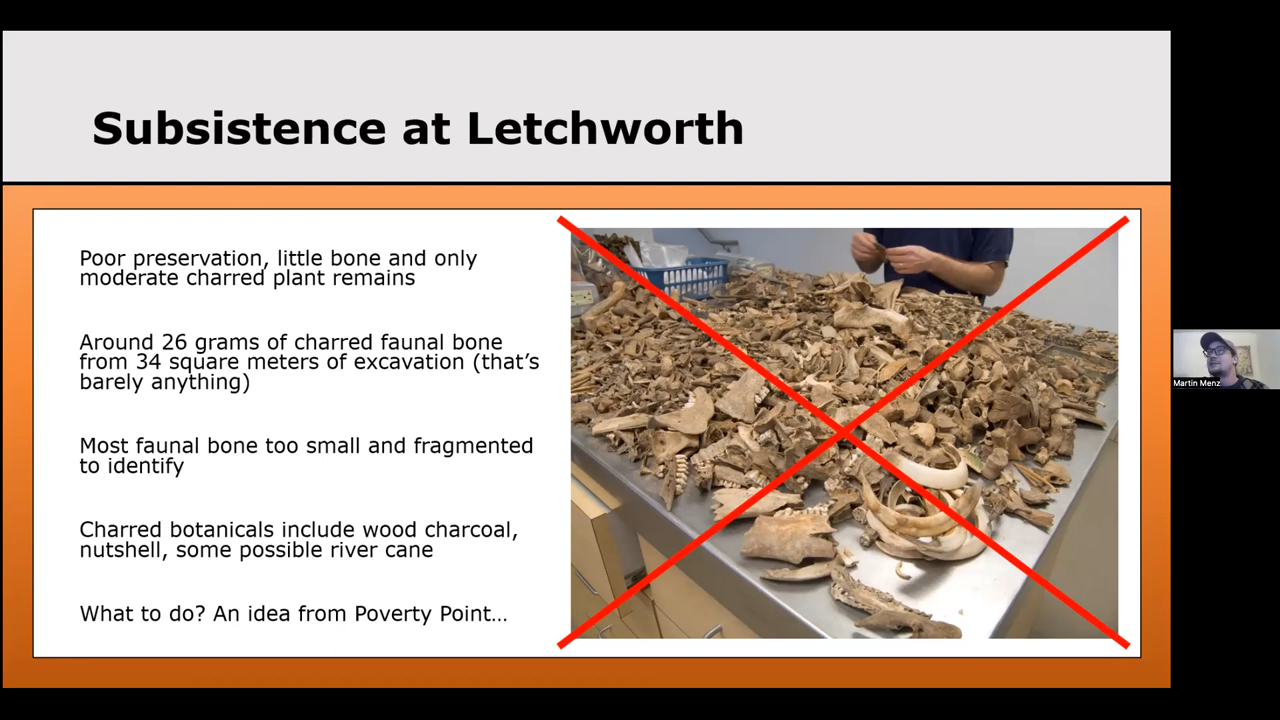 Subsistence at Letchworth
Poor preservation, little bone and only
moderate charred plant remains
Around 26 grams of charred faunal bone
from 34 square meters of excavation (that’s
barely anything)
Most faunal bone too small and fragmented
to identify
Charred botanicals include wood charcoal,
nutshell, some possible river cane
What to do? An idea from Poverty Point…
Martin Menz